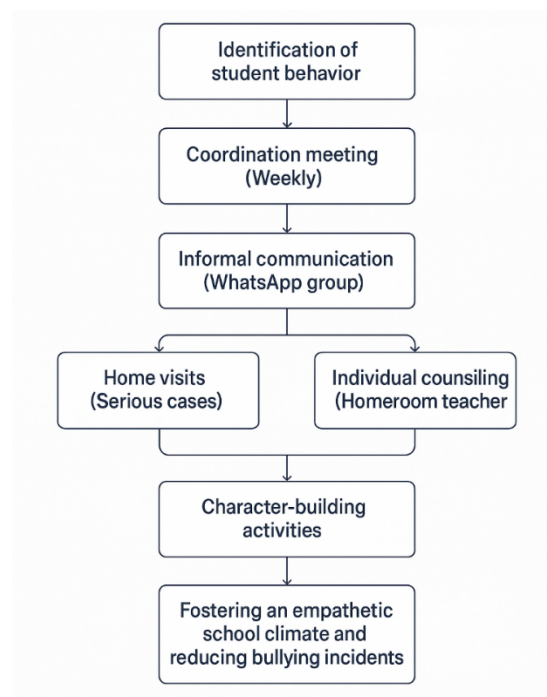 Identification of
student behavior
Coordination meeting
(Weekly)
Informal communication
(WhatsApp group)
Home visits
(Serious cases)
Individual counsiling
(Homeroom teacher
Character-building
activities
Fostering an empathetic
school climate and
reducing bullying incidents